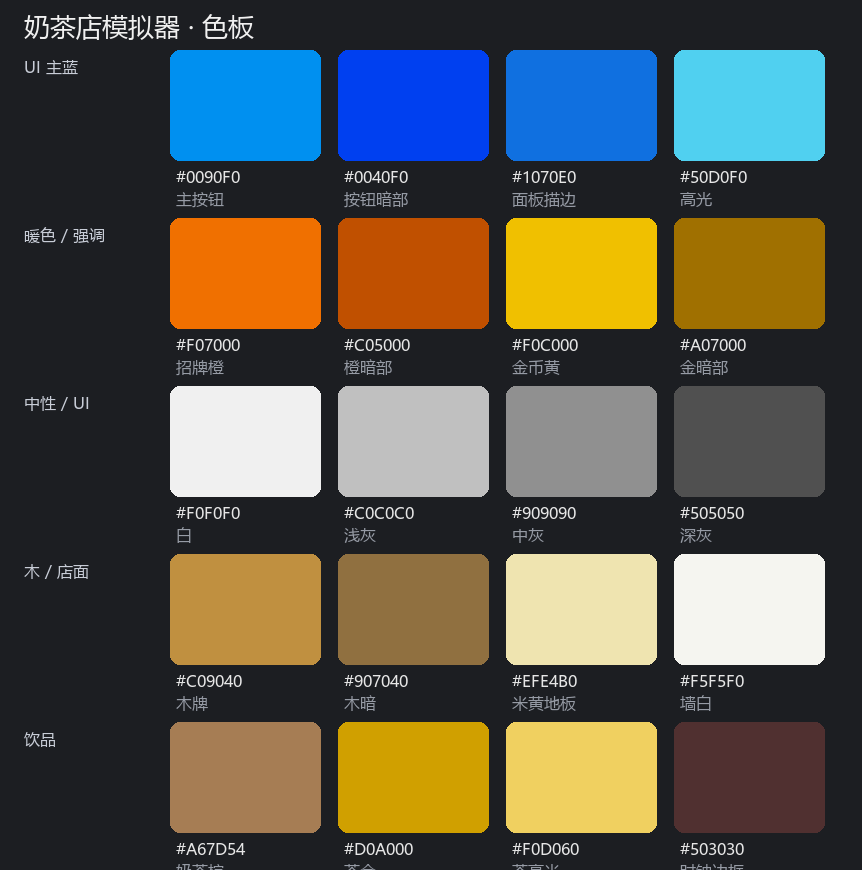 奶茶店模拟器 · 色板
UI 主蓝
#0090F0 #0040F0 #1070E0 #50D0F0
主按钮 按钮暗部 面板描边 高光
暖色 / 强调
#F07000 #C05000 #F0C000 #A07000
招牌橙 橙暗部 金币黄 金暗部
中性 / UI
#F0F0F0 #C0C0C0 #909090 #505050
白 浅灰 中灰 深灰
木 / 店面
#C09040 #907040 #EFE4B0 #F5F5F0
木牌 木暗 米黄地板 墙白
饮品
#A67D54 #D0A000 #F0D060 #503030